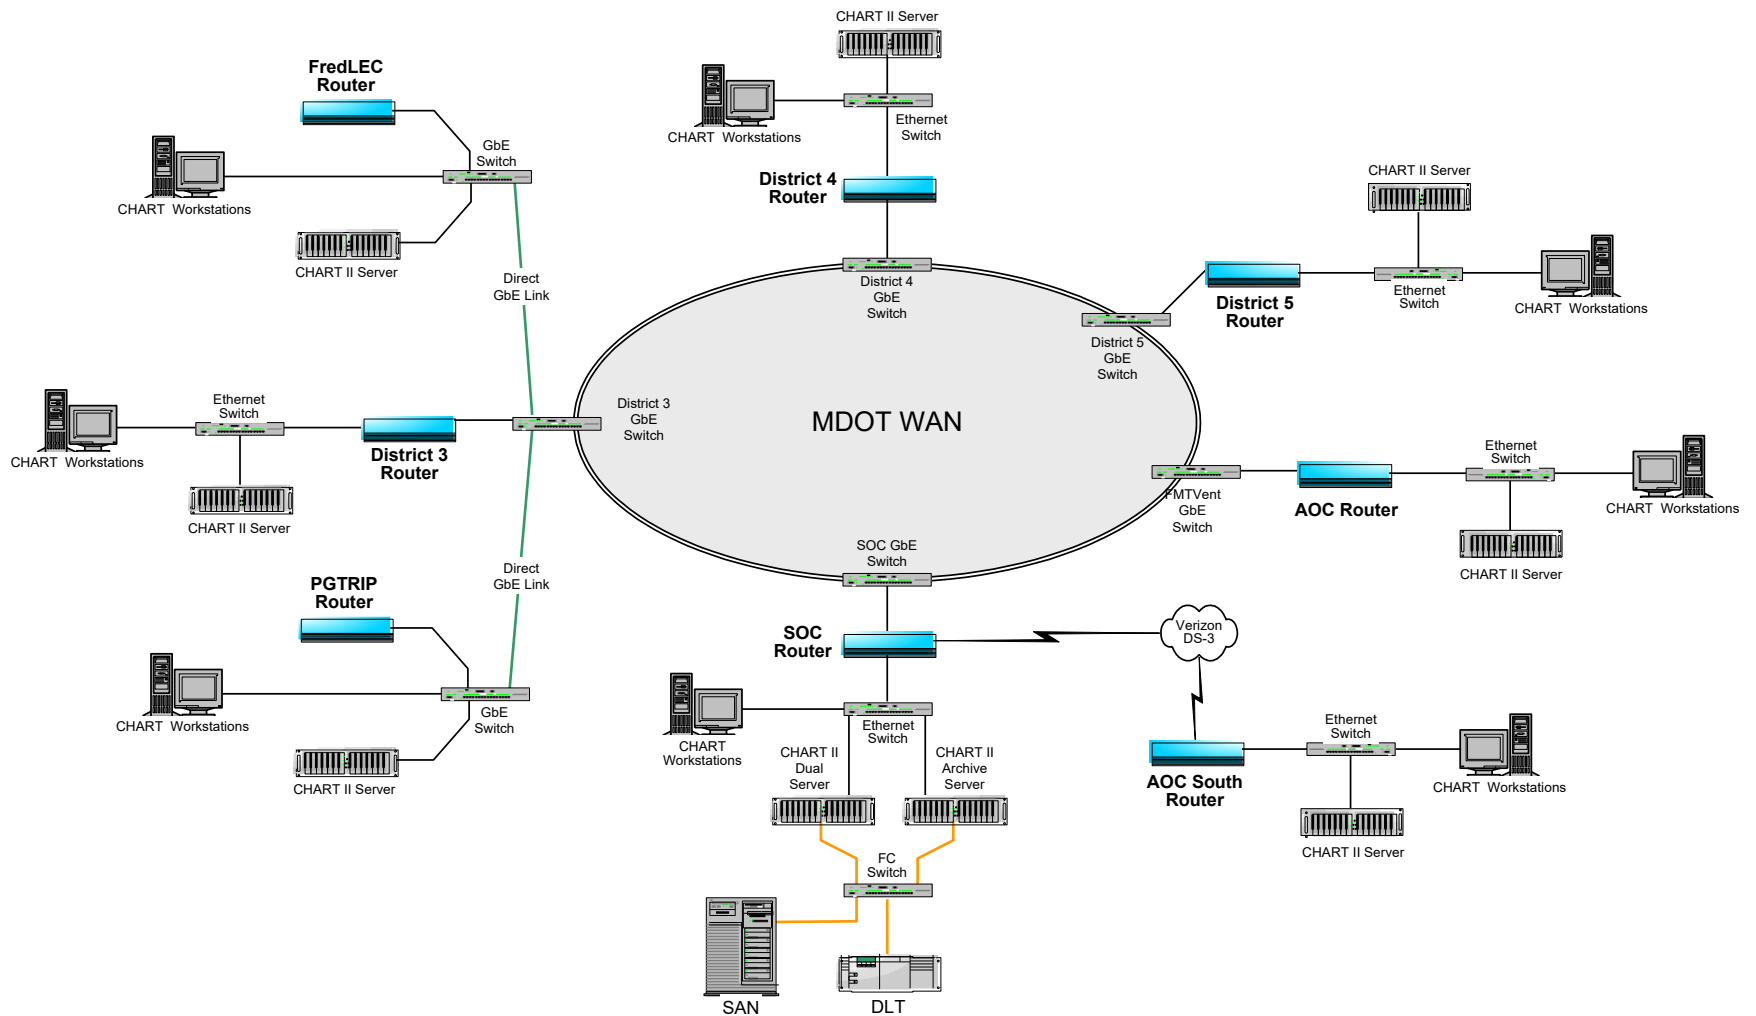 CHART II Server
CHART Workstations
Ethernet
Switch
District 4
Router
FredLEC
Router
GbE
Switch
CHART Workstations
CHART II Server
Direct
GbE Link
District 4
GbE
Switch
CHART II Server
District 5
Router
Ethernet
Switch
CHART Workstations
District 5
GbE
Switch
Ethernet
Switch
CHART Workstations
District 3
Router
CHART II Server
District 3
GbE
Switch
MDOT WAN
FMTVent
GbE
Switch
AOC Router
Ethernet
Switch
CHART Workstations
CHART II Server
SOC GbE
Switch
Direct
GbE Link
PGTRIP
Router
CHART Workstations
GbE
Switch
CHART II Server
SOC
Router
Verizon
DS-3
CHART
Workstations
Ethernet
Switch
CHART II
Dual
Server
CHART II
Archive
Server
AOC South
Router
Ethernet
Switch
CHART Workstations
CHART II Server
FC
Switch
SAN
DLT